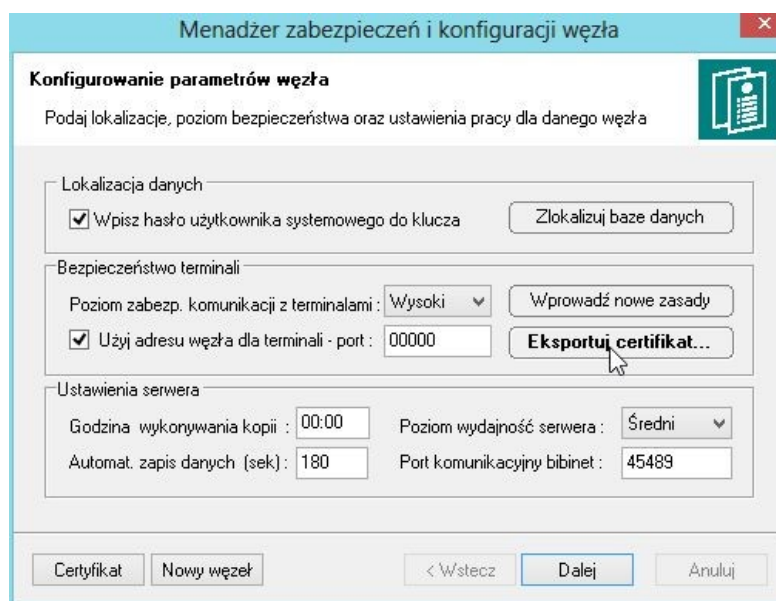 Menadżer zabezpieczeń i konfiguracji węzła
Konfigurowanie parametrów węzła
Podaj lokalizacje, poziom bezpieczeństwa oraz ustawienia pracy dla danego węzła
Lokalizacja danych
Wpisz hasło użytkownika systemowego do klucza
Zlokalizuj baze danych
Bezpieczeństwo terminali
Poziom zabezp. komunikacji z terminalami : Wysoki
Wprowadź nowe zasady
Użyj adresu węzła dla terminali - port : 00000
Eksportuj certifikat...
Ustawienia serwera
Godzina wykonywania kopii : 00:00
Poziom wydajność serwera : Średni
Automat. zapis danych (sek) : 180
Port komunikacyjny bibinet : 45489
Certyfikat Nowy węzeł < Wstecz Dalej Anuluj